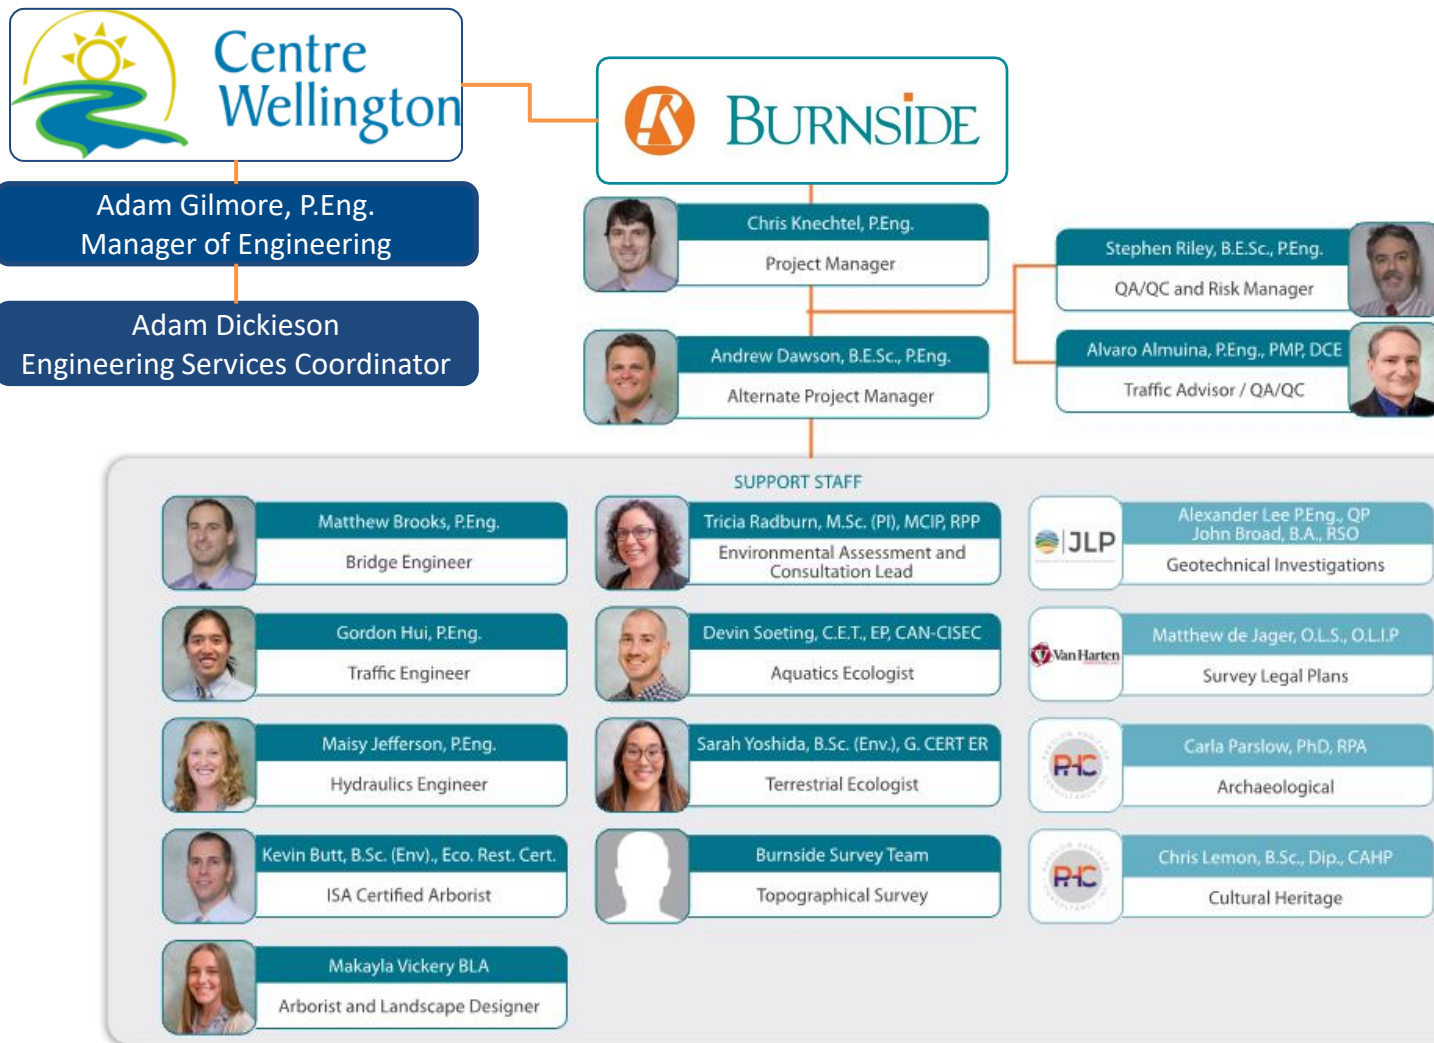 Centre
Wellington
Adam Gilmore, P.Eng.
Manager of Engineering
Adam Dickieson
Engineering Services Coordinator
BURNSIDE
Chris Knechtel, P.Eng.
Project Manager
Stephen Riley, B.E.Sc., P.Eng.
QA/QC and Risk Manager
Andrew Dawson, B.E.Sc., P.Eng.
Alternate Project Manager
Alvaro Almuina, P.Eng., PMP, DCE
Traffic Advisor / QA/QC
SUPPORT STAFF
Matthew Brooks, P.Eng.
Bridge Engineer
Gordon Hui, P.Eng.
Traffic Engineer
Maisy Jefferson, P.Eng.
Hydraulics Engineer
Kevin Butt, B.Sc. (Env)., Eco. Rest. Cert.
ISA Certified Arborist
Makayla Vickery BLA
Arborist and Landscape Designer
Tricia Radburn, M.Sc. (Pl), MCIP, RPP
Environmental Assessment and
Consultation Lead
Devin Soeting, C.E.T., EP, CAN-CISEC
Aquatics Ecologist
Sarah Yoshida, B.Sc. (Env.), G. CERT ER
Terrestrial Ecologist
Burnside Survey Team
Topographical Survey
JLP
Alexander Lee P.Eng., QP
John Broad, B.A., RSO
Geotechnical Investigations
Van Harten
Matthew de Jager, O.L.S., O.L.I.P
Survey Legal Plans
PHC
Carla Parslow, PhD, RPA
Archaeological
PHC
Chris Lemon, B.Sc., Dip., CAHP
Cultural Heritage